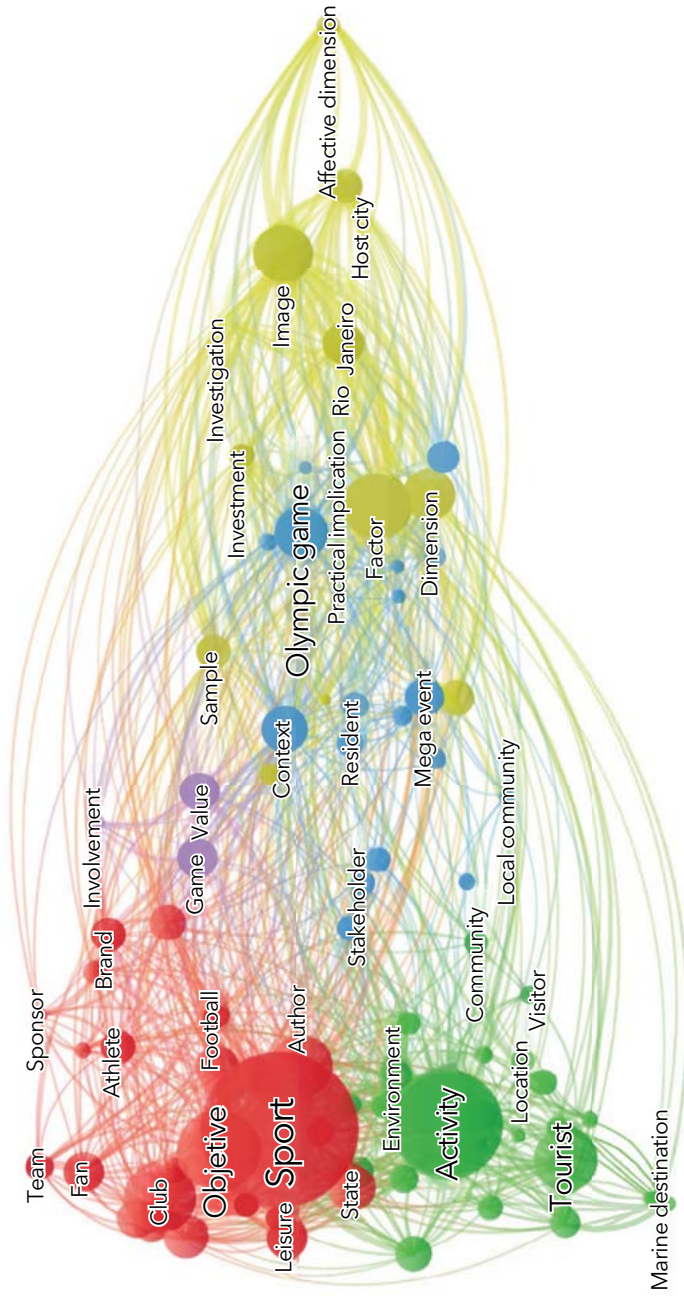 Team
Fan
Club
Sponsor
Athlete
Brand
Involvement
Objetive
Football
Sport
Author
Leisure
State
Game
Value
Sample
Context
Investigation
Investment
Image
Affective dimension
Host city
Rio Janeiro
Olympic game
Practical implication
Factor
Dimension
Resident
Mega event
Stakeholder
Local community
Community
Visitor
Environment
Activity
Location
Tourist
Marine destination